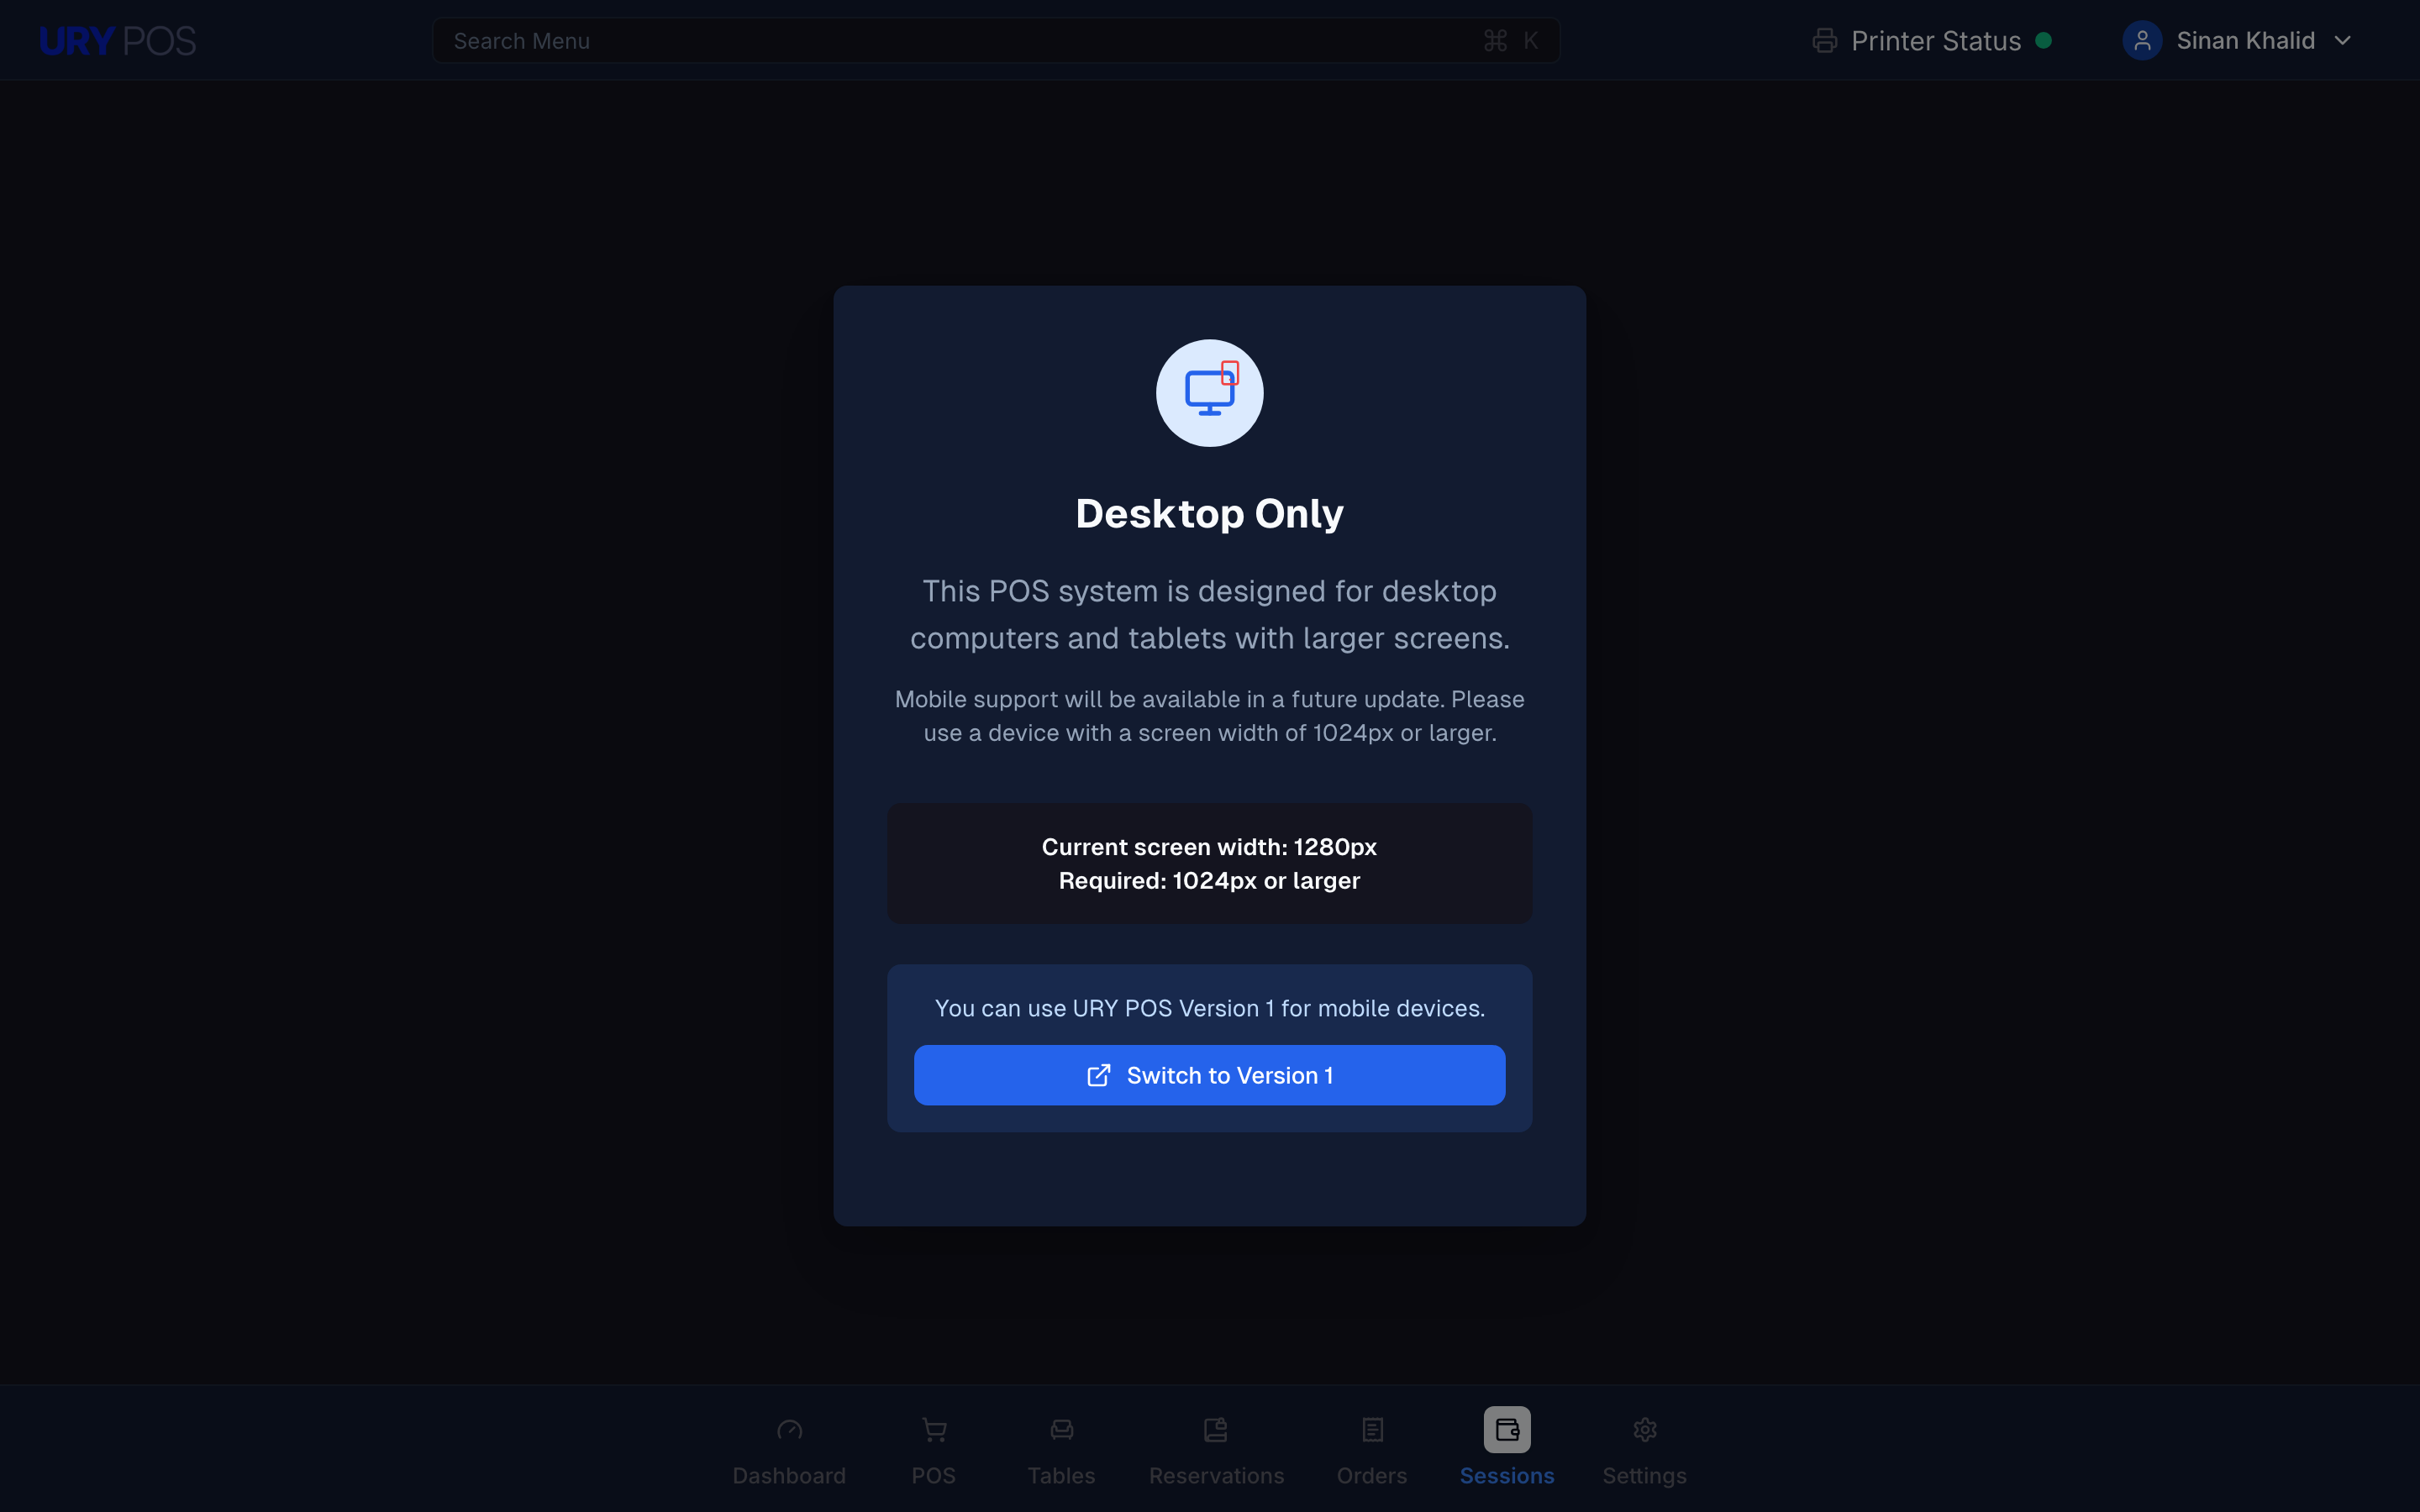 URY POS
Search Menu
⌘ K
Printer Status
Sinan Khalid
Desktop Only
This POS system is designed for desktop
computers and tablets with larger screens.
Mobile support will be available in a future update. Please
use a device with a screen width of 1024px or larger.
Current screen width: 1280px
Required: 1024px or larger
You can use URY POS Version 1 for mobile devices.
Switch to Version 1
Dashboard
POS
Tables
Reservations
Orders
Sessions
Settings